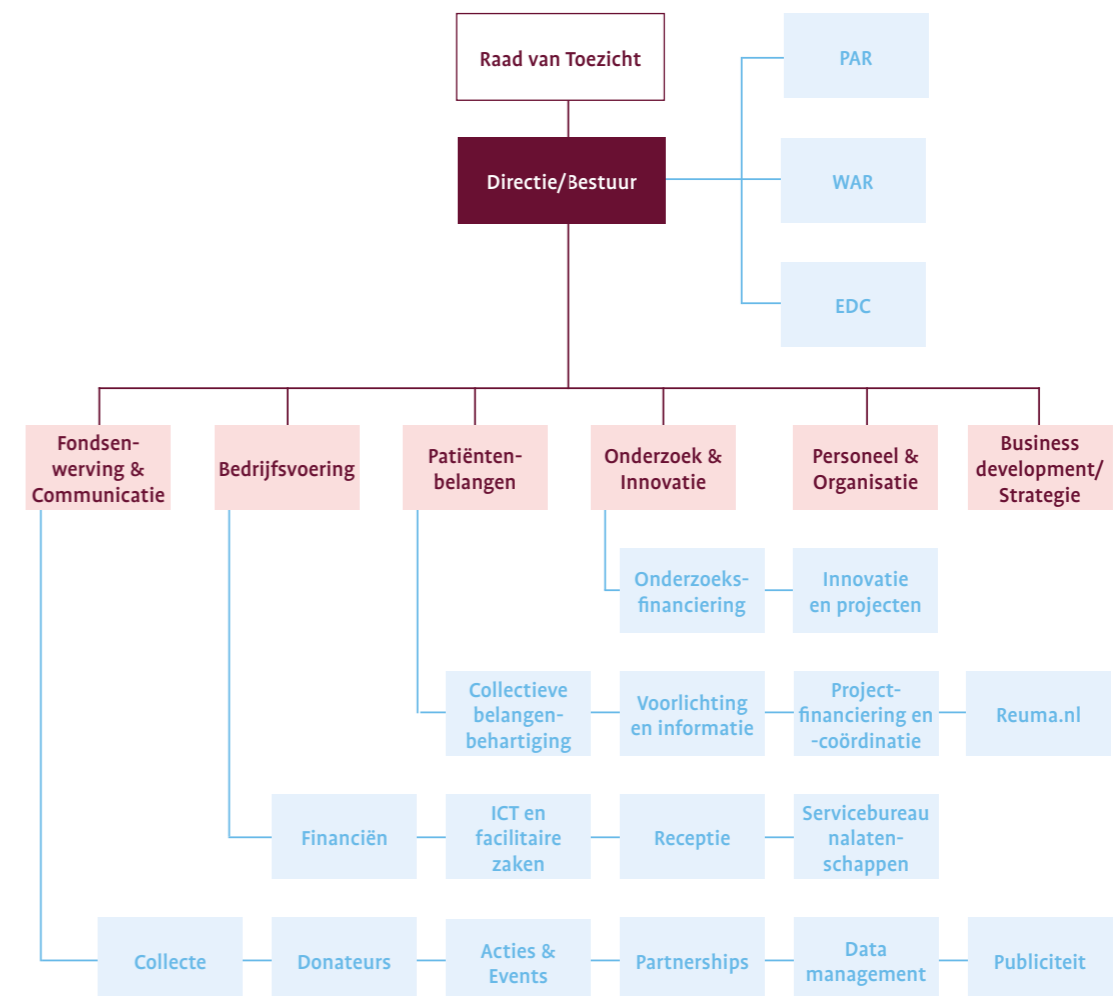 Raad van Toezicht
PAR
Directie/Bestuur
WAR
EDC
Fondsen-
werving &
Communicatie
Bedrijfsvoering
Patiënten-
belangen
Onderzoek &
Innovatie
Personeel &
Organisatie
Business
development/
Strategie
Onderzoeks-
financiering
Innovatie
en projecten
Collectieve
belangen-
behartiging
Voorlichting
en informatie
Project-
financiering en
-coördinatie
Reuma.nl
Financiën
ICT en
facilitaire
zaken
Receptie
Servicebureau
nalaten-
schappen
Collecte
Donateurs
Acties &
Events
Partnerships
Data
management
Publiciteit